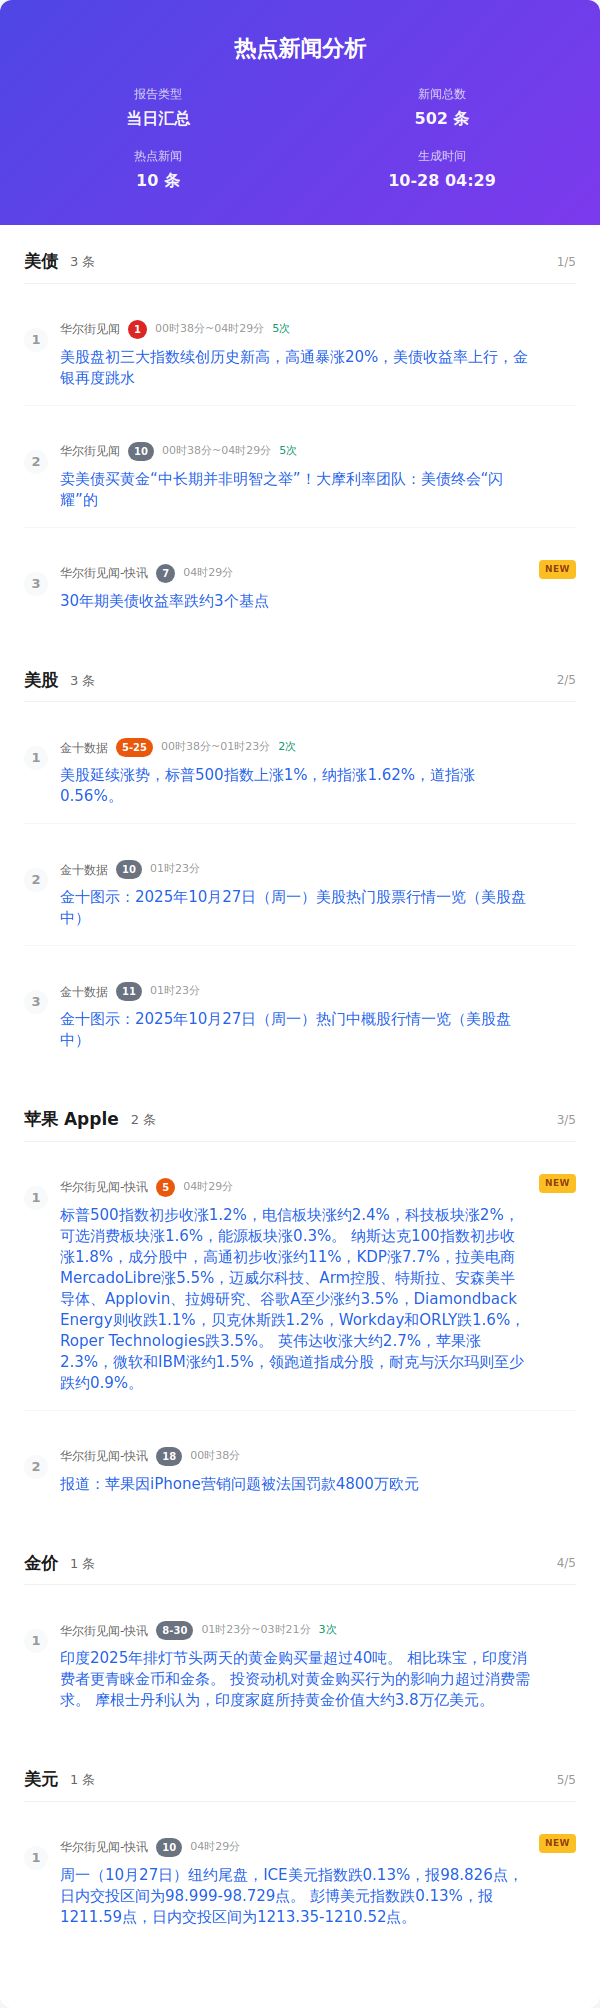 热点新闻分析
报告类型
新闻总数
当日汇总
502 条
热点新闻
生成时间
10 条
10-28 04:29
美债 3 条 1/5
1 华尔街见闻 1 00时38分~04时29分 5次
美股盘初三大指数续创历史新高，高通暴涨20%，美债收益率上行，金
银再度跳水
2 华尔街见闻 10 00时38分~04时29分 5次
卖美债买黄金“中长期并非明智之举”！大摩利率团队：美债终会“闪
耀”的
3 华尔街见闻-快讯 7 04时29分 NEW
30年期美债收益率跌约3个基点
美股 3 条 2/5
1 金十数据 5-25 00时38分~01时23分 2次
美股延续涨势，标普500指数上涨1%，纳指涨1.62%，道指涨
0.56%。
2 金十数据 10 01时23分
金十图示：2025年10月27日（周一）美股热门股票行情一览（美股盘
中）
3 金十数据 11 01时23分
金十图示：2025年10月27日（周一）热门中概股行情一览（美股盘
中）
苹果 Apple 2 条 3/5
1 华尔街见闻-快讯 5 04时29分 NEW
标普500指数初步收涨1.2%，电信板块涨约2.4%，科技板块涨2%，
可选消费板块涨1.6%，能源板块涨0.3%。 纳斯达克100指数初步收
涨1.8%，成分股中，高通初步收涨约11%，KDP涨7.7%，拉美电商
MercadoLibre涨5.5%，迈威尔科技、Arm控股、特斯拉、安森美半
导体、Applovin、拉姆研究、谷歌A至少涨约3.5%，Diamondback
Energy则收跌1.1%，贝克休斯跌1.2%，Workday和ORLY跌1.6%，
Roper Technologies跌3.5%。 英伟达收涨大约2.7%，苹果涨
2.3%，微软和IBM涨约1.5%，领跑道指成分股，耐克与沃尔玛则至少
跌约0.9%。
2 华尔街见闻-快讯 18 00时38分
报道：苹果因iPhone营销问题被法国罚款4800万欧元
金价 1 条 4/5
1 华尔街见闻-快讯 8-30 01时23分~03时21分 3次
印度2025年排灯节头两天的黄金购买量超过40吨。 相比珠宝，印度消
费者更青睐金币和金条。 投资动机对黄金购买行为的影响力超过消费需
求。 摩根士丹利认为，印度家庭所持黄金价值大约3.8万亿美元。
美元 1 条 5/5
1 华尔街见闻-快讯 10 04时29分 NEW
周一（10月27日）纽约尾盘，ICE美元指数跌0.13%，报98.826点，
日内交投区间为98.999-98.729点。 彭博美元指数跌0.13%，报
1211.59点，日内交投区间为1213.35-1210.52点。